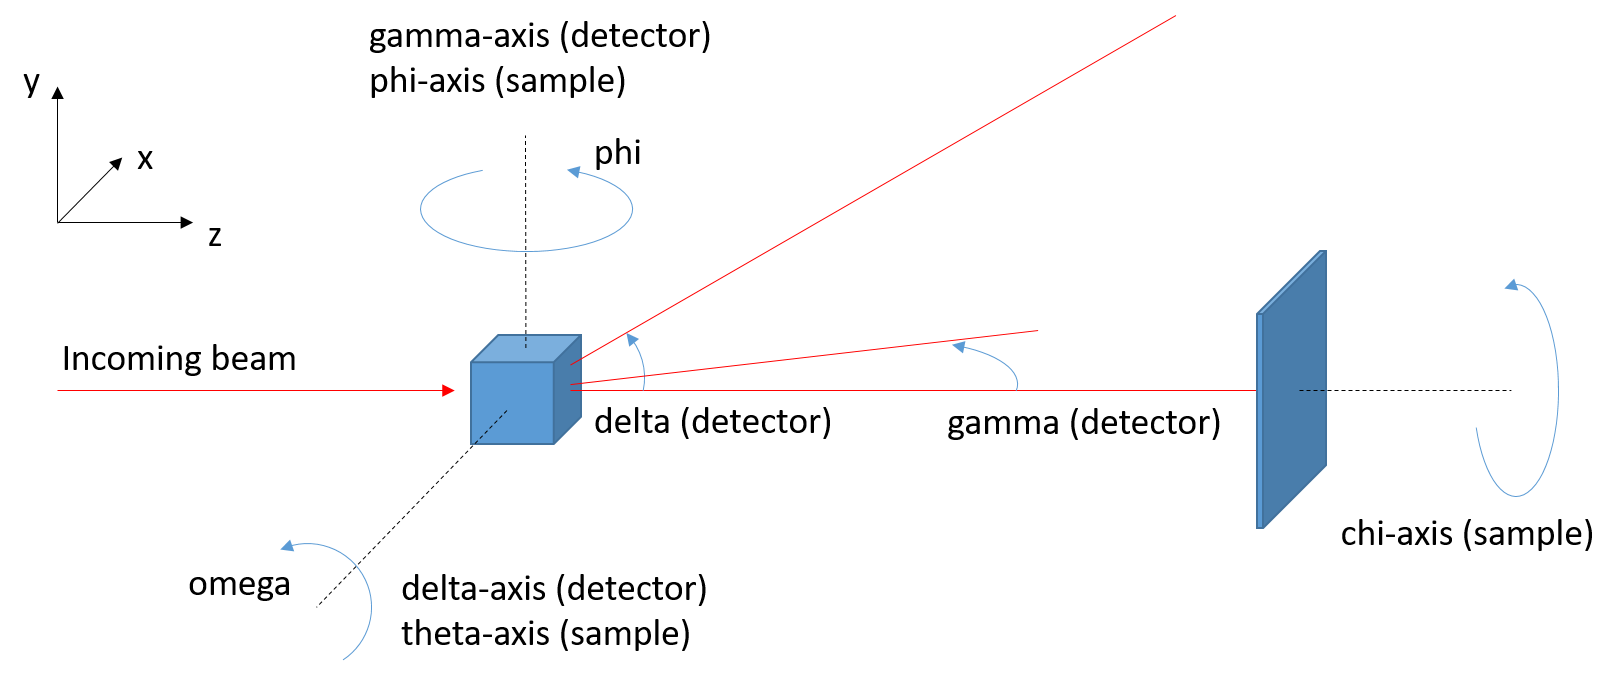 gamma-axis (detector)
phi-axis (sample)
y
x
z
phi
Incoming beam
delta (detector)
gamma (detector)
chi-axis (sample)
omega
delta-axis (detector)
theta-axis (sample)